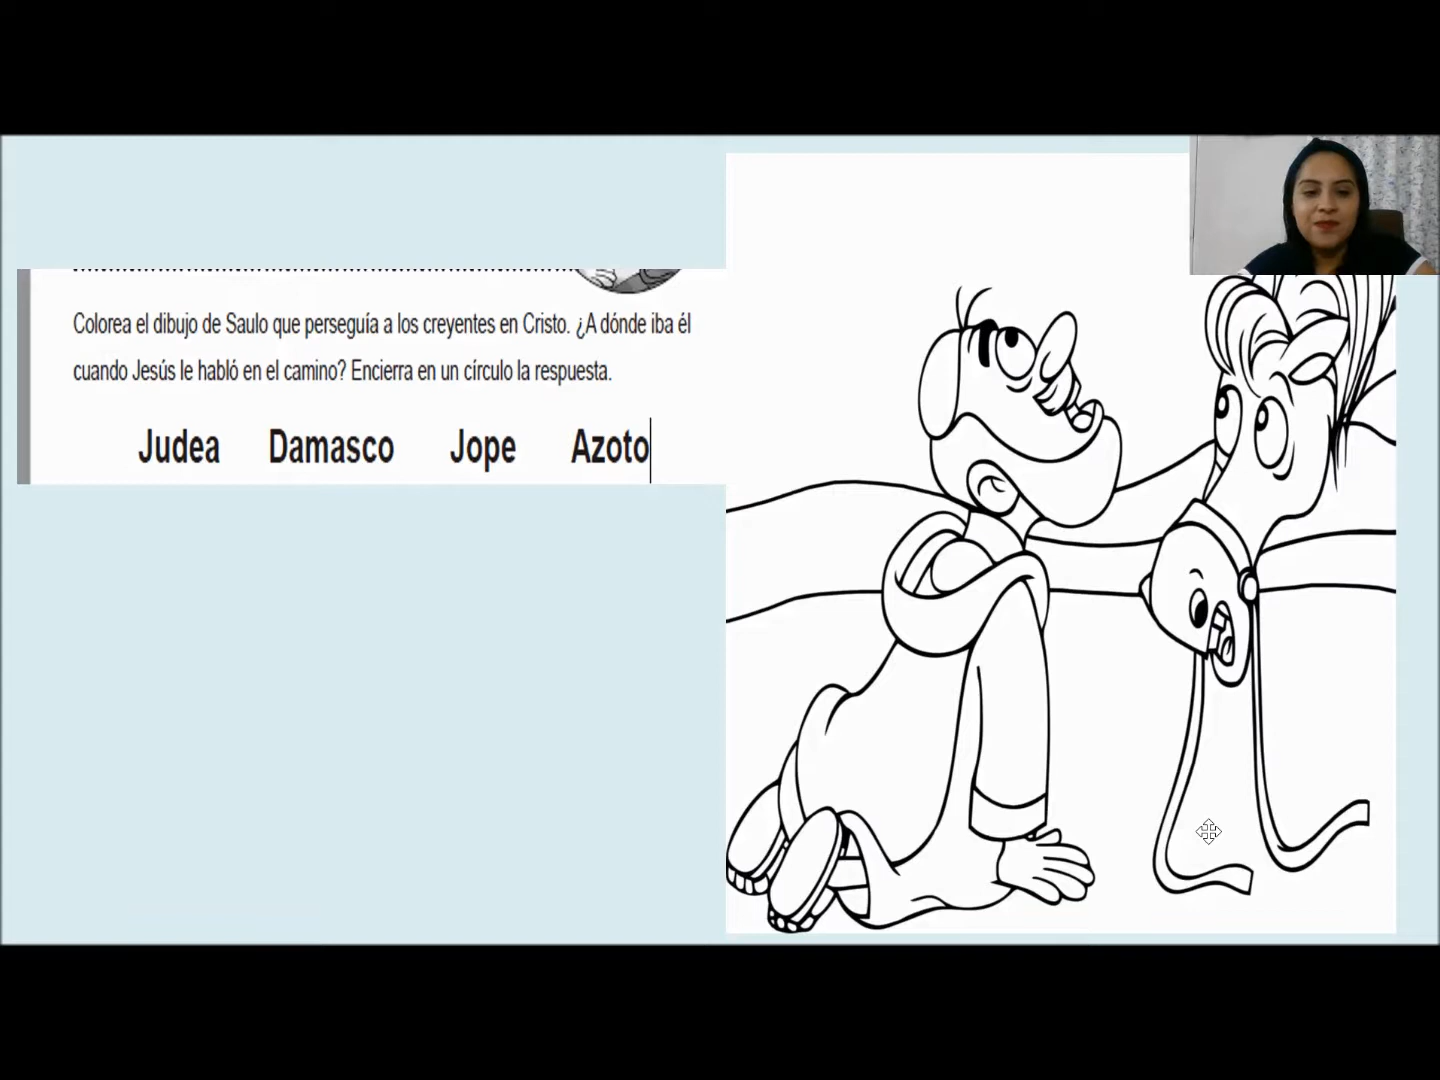 Colorea el dibujo de Saulo que perseguía a los creyentes en Cristo. ¿A dónde iba él
cuando Jesús le habló en el camino? Encierra en un círculo la respuesta.
Judea Damasco Jope Azoto